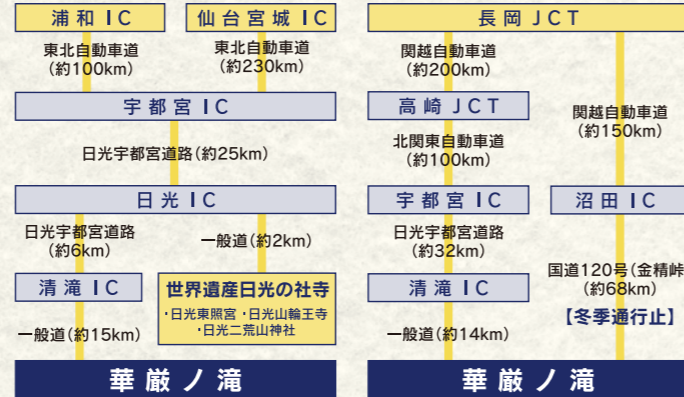 浦和IC
仙台宮城IC
東北自動車道
(約100km)
東北自動車道
(約230km)
宇都宮IC
日光宇都宮道路(約25km)
日光IC
日光宇都宮道路
(約6km)
一般道(約2km)
清滝IC
世界遺産日光の社寺
・日光東照宮・日光山輪王寺
・日光二荒山神社
一般道(約15km)
華厳ノ滝
長岡JCT
関越自動車道
(約200km)
高崎JCT
北関東自動車道
(約100km)
関越自動車道
(約150km)
宇都宮IC
沼田IC
日光宇都宮道路
(約32km)
国道120号(金精峠
(約68km)
清滝IC
【冬季通行止】
一般道(約14km)
華厳ノ滝